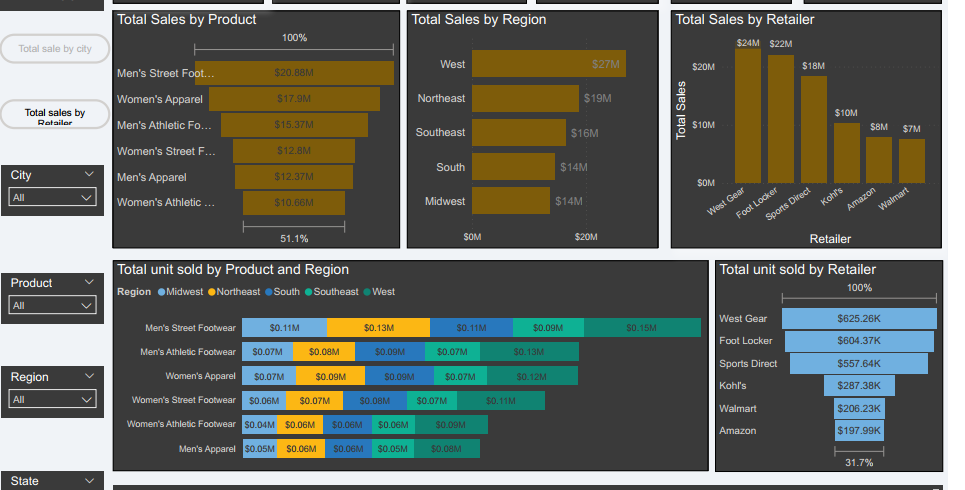 Total sale by city
Total sales by
Retailer
City
All
Product
All
Region
All
State
Total Sales by Product
100%
Men's Street Foot... $20.88M
Women's Apparel $17.9M
Men's Athletic Fo... $15.37M
Women's Street F... $12.8M
Men's Apparel $12.37M
Women's Athletic ... $10.66M
51.1%
Total Sales by Region
West $27M
Northeast $19M
Southeast $16M
South $14M
Midwest $14M
$0M $20M
Total Sales by Retailer
Total Sales
$20M
$10M
$0M
$24M $22M $18M $10M $8M $7M
West Gear Foot Locker Sports Direct Kohl's Amazon Walmart
Retailer
Total unit sold by Product and Region
Region Midwest Northeast South Southeast West
Men's Street Footwear $0.11M $0.13M $0.11M $0.09M $0.15M
Men's Athletic Footwear $0.07M $0.08M $0.09M $0.07M $0.13M
Women's Apparel $0.07M $0.09M $0.09M $0.07M $0.12M
Women's Street Footwear $0.06M $0.07M $0.08M $0.07M $0.11M
Women's Athletic Footwear $0.04M $0.06M $0.06M $0.06M $0.09M
Men's Apparel $0.05M $0.06M $0.06M $0.05M $0.08M
Total unit sold by Retailer
100%
West Gear $625.26K
Foot Locker $604.37K
Sports Direct $557.64K
Kohl's $287.38K
Walmart $206.23K
Amazon $197.99K
31.7%